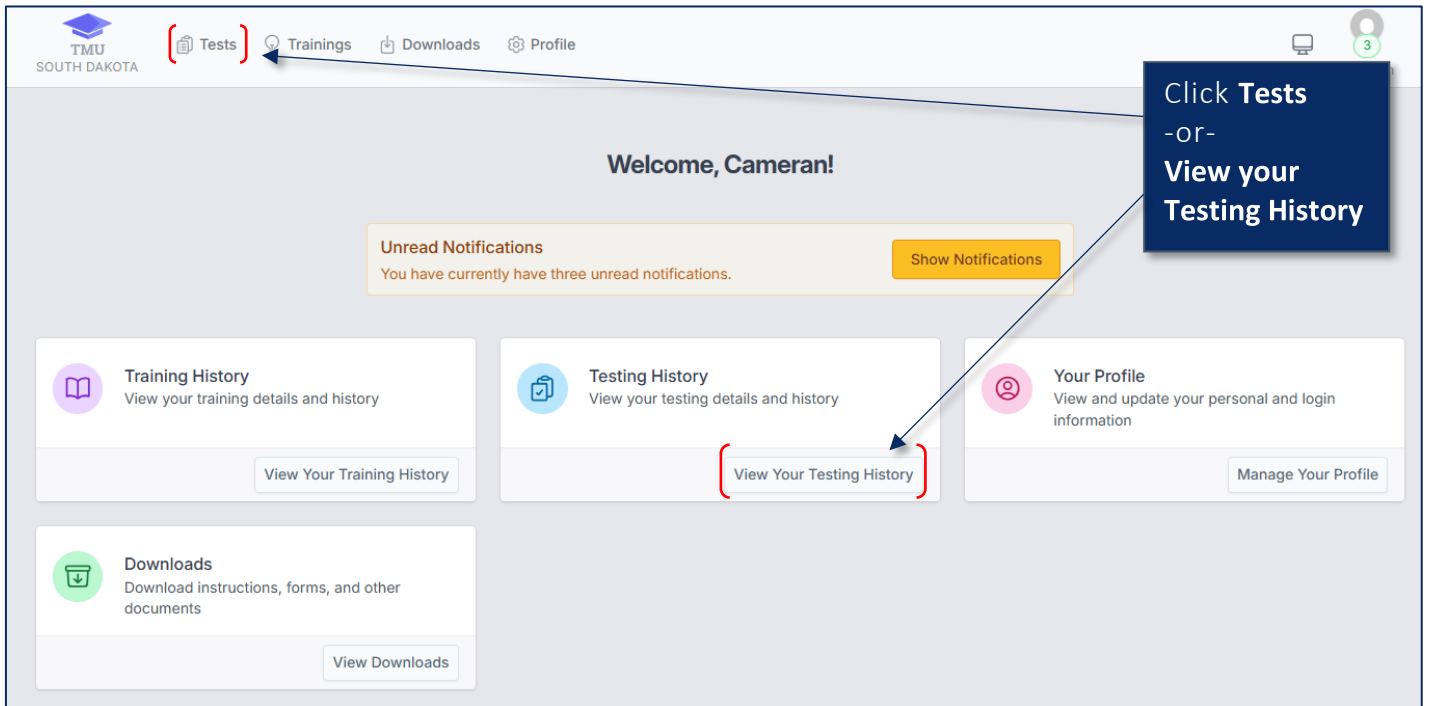 TMU
SOUTH DAKOTA
Tests
Trainings
Downloads
Profile
3
Click Tests
-or-
View your
Testing History
Welcome, Cameran!
Unread Notifications
You have currently have three unread notifications.
Show Notifications
Training History
View your training details and history
View Your Training History
Testing History
View your testing details and history
View Your Testing History
Your Profile
View and update your personal and login
information
Manage Your Profile
Downloads
Download instructions, forms, and other
documents
View Downloads